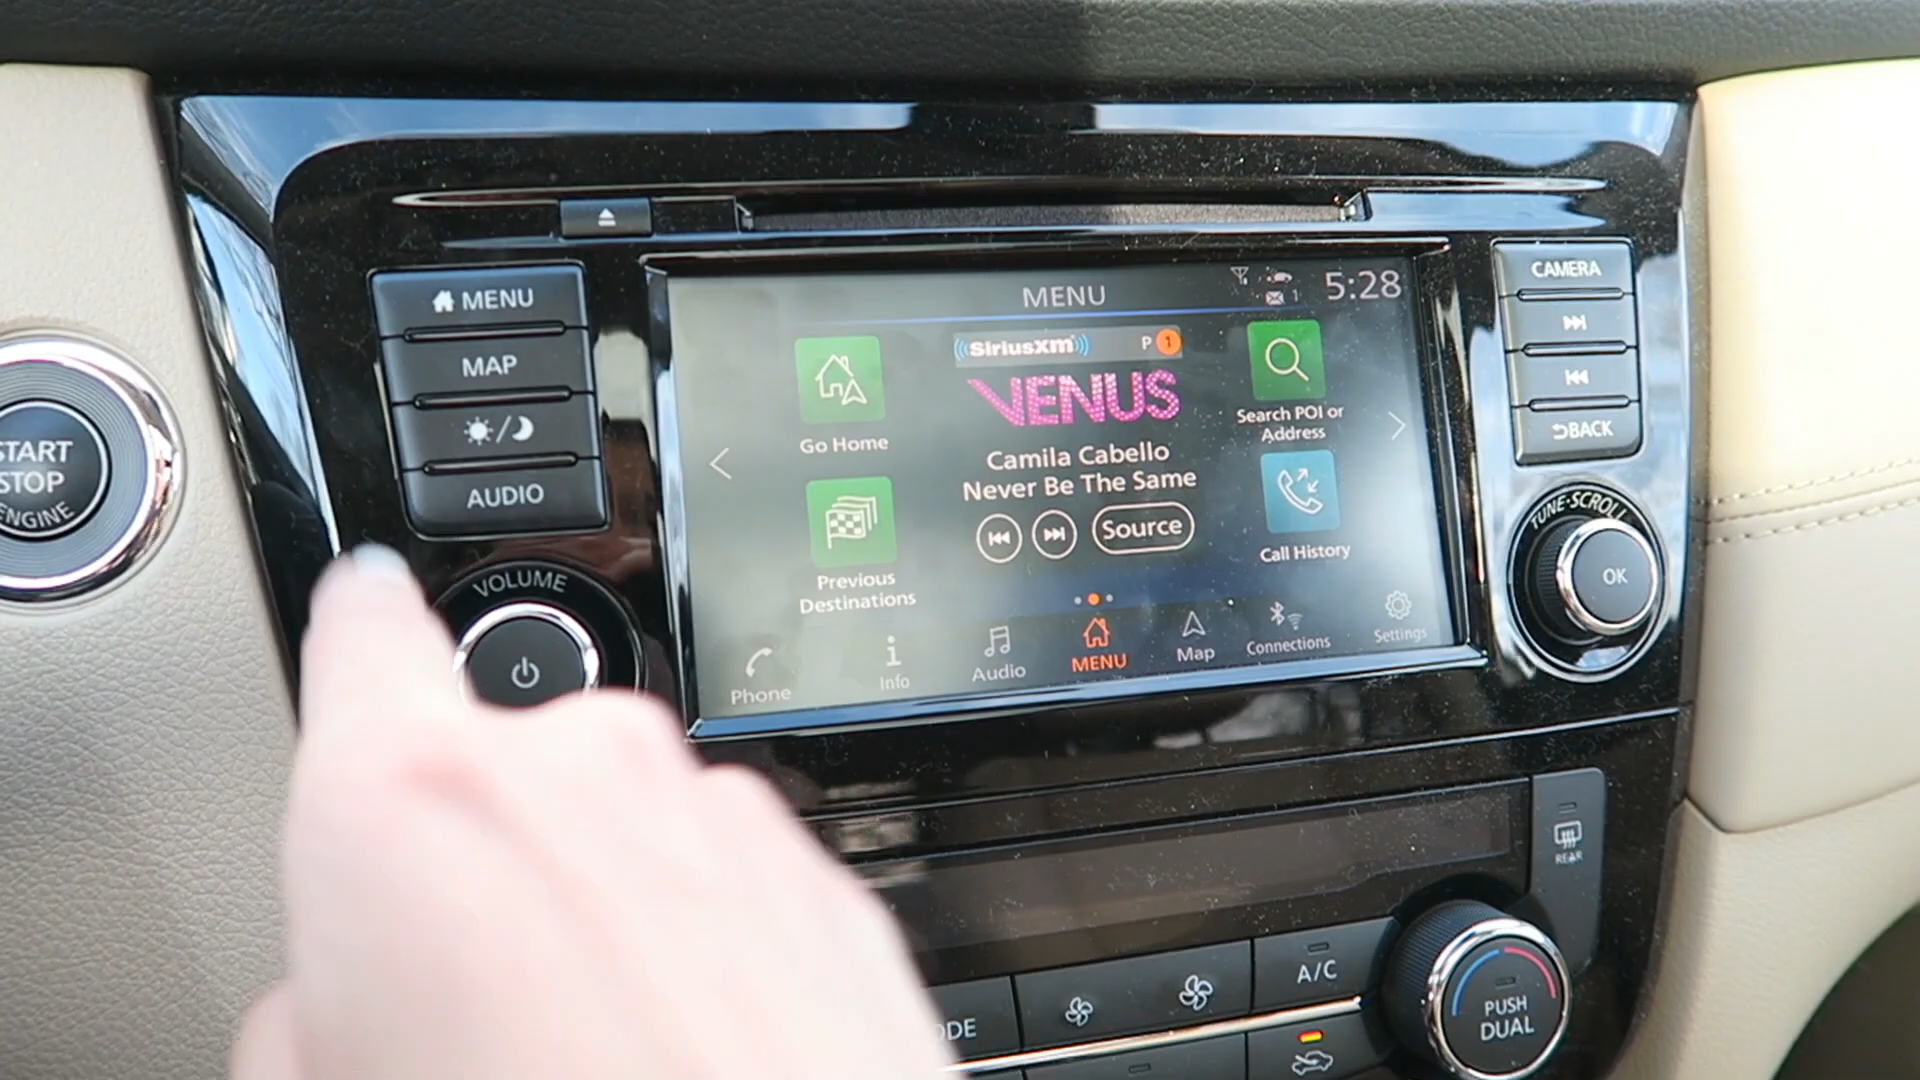 START
STOP
ENGINE
MENU
MAP
AUDIO
VOLUME
MENU
1
5:28
Go Home
Previous
Destinations
SiriusXm P 1
VENUS
Camila Cabello
Never Be The Same
Source
Search POI or
Address
Call History
Phone
Info
Audio
MENU
Map
Connections
Settings
CAMERA
BACK
TUNE·SCROLL
OK
REAR
A/C
PUSH
DUAL